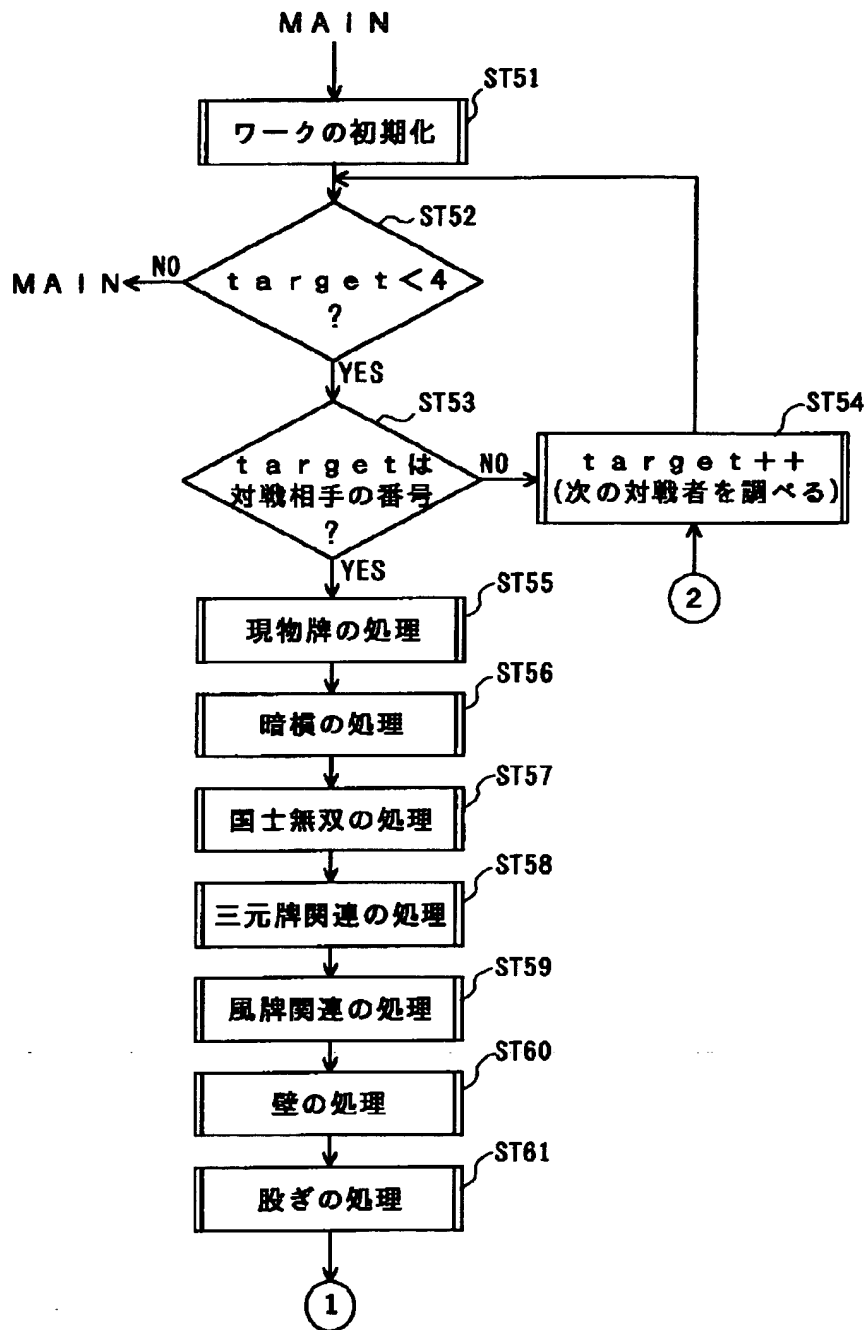 MAIN
ST51
ワークの初期化
ST52
target<4
?
NO
MAIN
YES
ST53
targetは
対戦相手の番号
?
NO
YES
ST54
target++
(次の対戦者を調べる)
2
ST55
現物牌の処理
ST56
暗槓の処理
ST57
国士無双の処理
ST58
三元牌関連の処理
ST59
風牌関連の処理
ST60
壁の処理
ST61
股ぎの処理
1